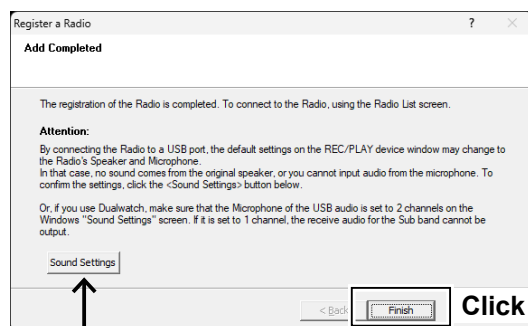 Register a Radio ? ×
Add Completed
The registration of the Radio is completed. To connect to the Radio, using the Radio List screen.
Attention:
By connecting the Radio to a USB port, the default settings on the REC/PLAY device window may change to
the Radio's Speaker and Microphone.
In that case, no sound comes from the original speaker, or you cannot input audio from the microphone. To
confirm the settings, click the <Sound Settings> button below.
Or, if you use Dualwatch, make sure that the Microphone of the USB audio is set to 2 channels on the
Windows "Sound Settings" screen. If it is set to 1 channel, the receive audio for the Sub band cannot be
output.
Sound Settings
< Back Finish Click